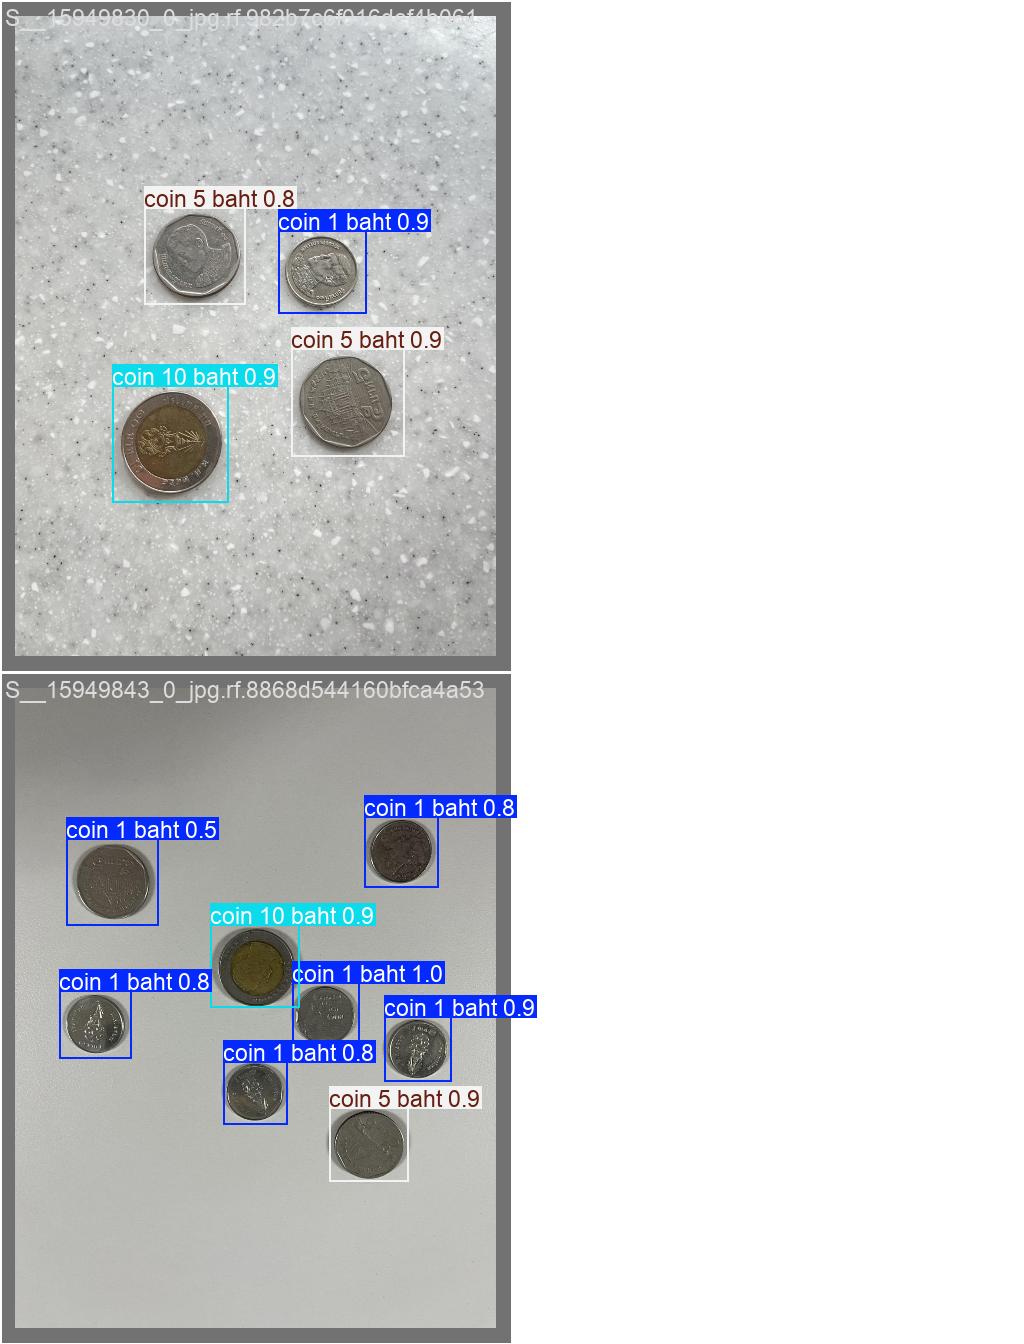 S__15949830_0_jpg.rf.982b7c6f016daf4b061
coin 5 baht 0.8
coin 1 baht 0.9
coin 5 baht 0.9
coin 10 baht 0.9
S__15949843_0_jpg.rf.8868d544160bfca4a53
coin 1 baht 0.8
coin 1 baht 0.5
coin 10 baht 0.9
coin 1 baht 1.0
coin 1 baht 0.8
coin 1 baht 0.9
coin 1 baht 0.8
coin 5 baht 0.9